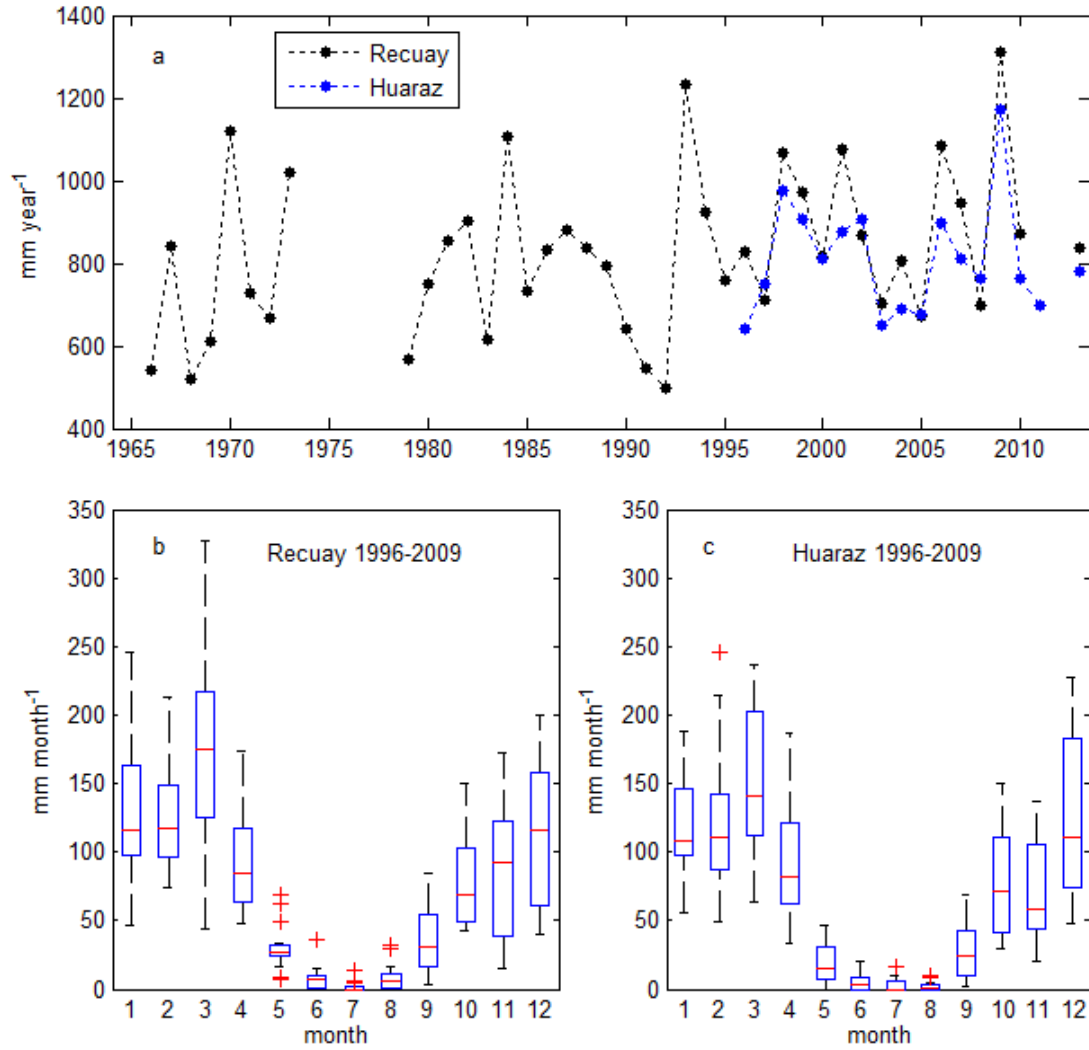 1400
1200
1000
800
600
400
mm year-1
a
Recuay
Huaraz
1965 1970 1975 1980 1985 1990 1995 2000 2005 2010
350
300
250
200
150
100
50
0
mm month-1
b Recuay 1996-2009
1 2 3 4 5 6 7 8 9 10 11 12
month
350
300
250
200
150
100
50
0
mm month-1
c Huaraz 1996-2009
1 2 3 4 5 6 7 8 9 10 11 12
month